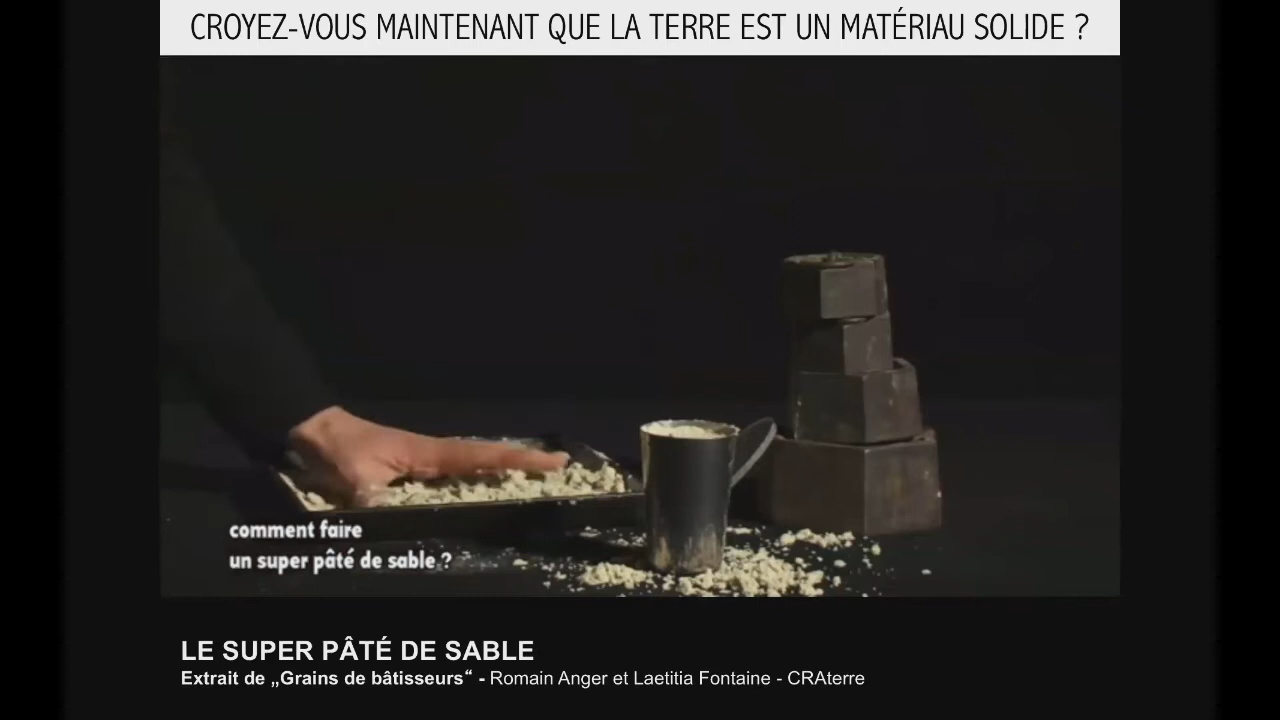 CROYEZ-VOUS MAINTENANT QUE LA TERRE EST UN MATÉRIAU SOLIDE ?
comment faire
un super pâté de sable ?
LE SUPER PÂTÉ DE SABLE
Extrait de „Grains de bâtisseurs“ - Romain Anger et Laetitia Fontaine - CRAterre